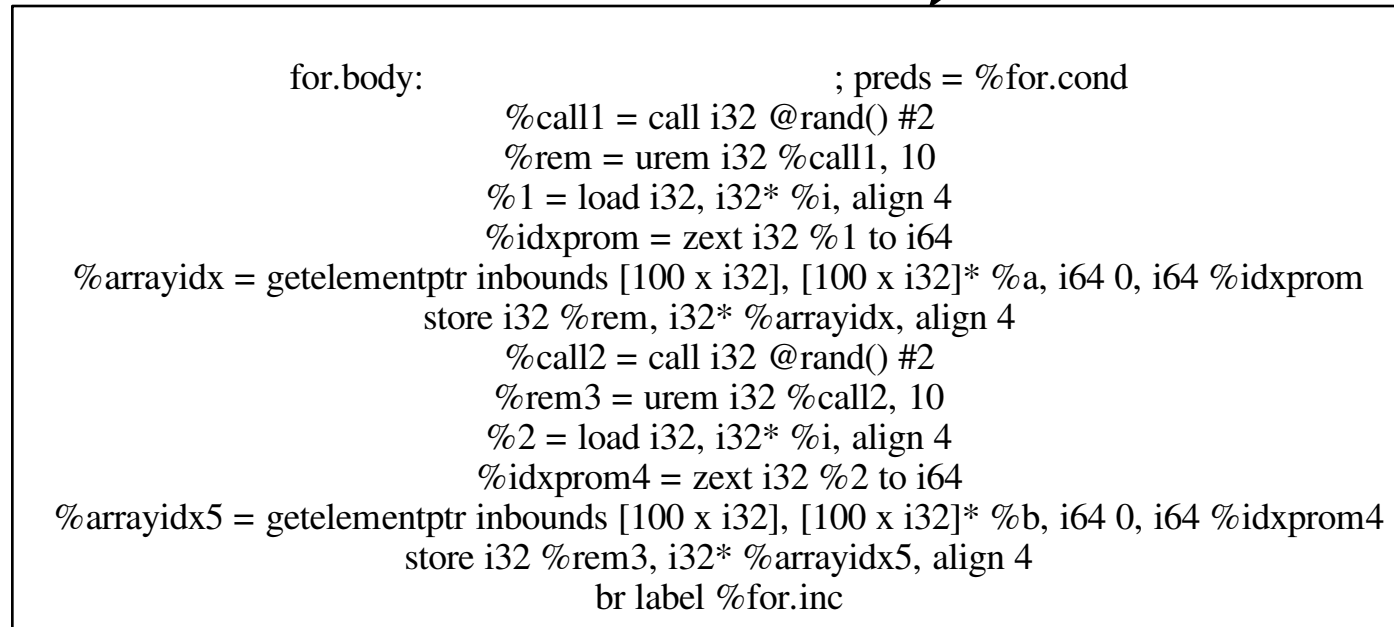 for.body: ; preds = %for.cond
%call1 = call i32 @rand() #2
%rem = urem i32 %call1, 10
%1 = load i32, i32* %i, align 4
%idxprom = zext i32 %1 to i64
%arrayidx = getelementptr inbounds [100 x i32], [100 x i32]* %a, i64 0, i64 %idxprom
store i32 %rem, i32* %arrayidx, align 4
%call2 = call i32 @rand() #2
%rem3 = urem i32 %call2, 10
%2 = load i32, i32* %i, align 4
%idxprom4 = zext i32 %2 to i64
%arrayidx5 = getelementptr inbounds [100 x i32], [100 x i32]* %b, i64 0, i64 %idxprom4
store i32 %rem3, i32* %arrayidx5, align 4
br label %for.inc